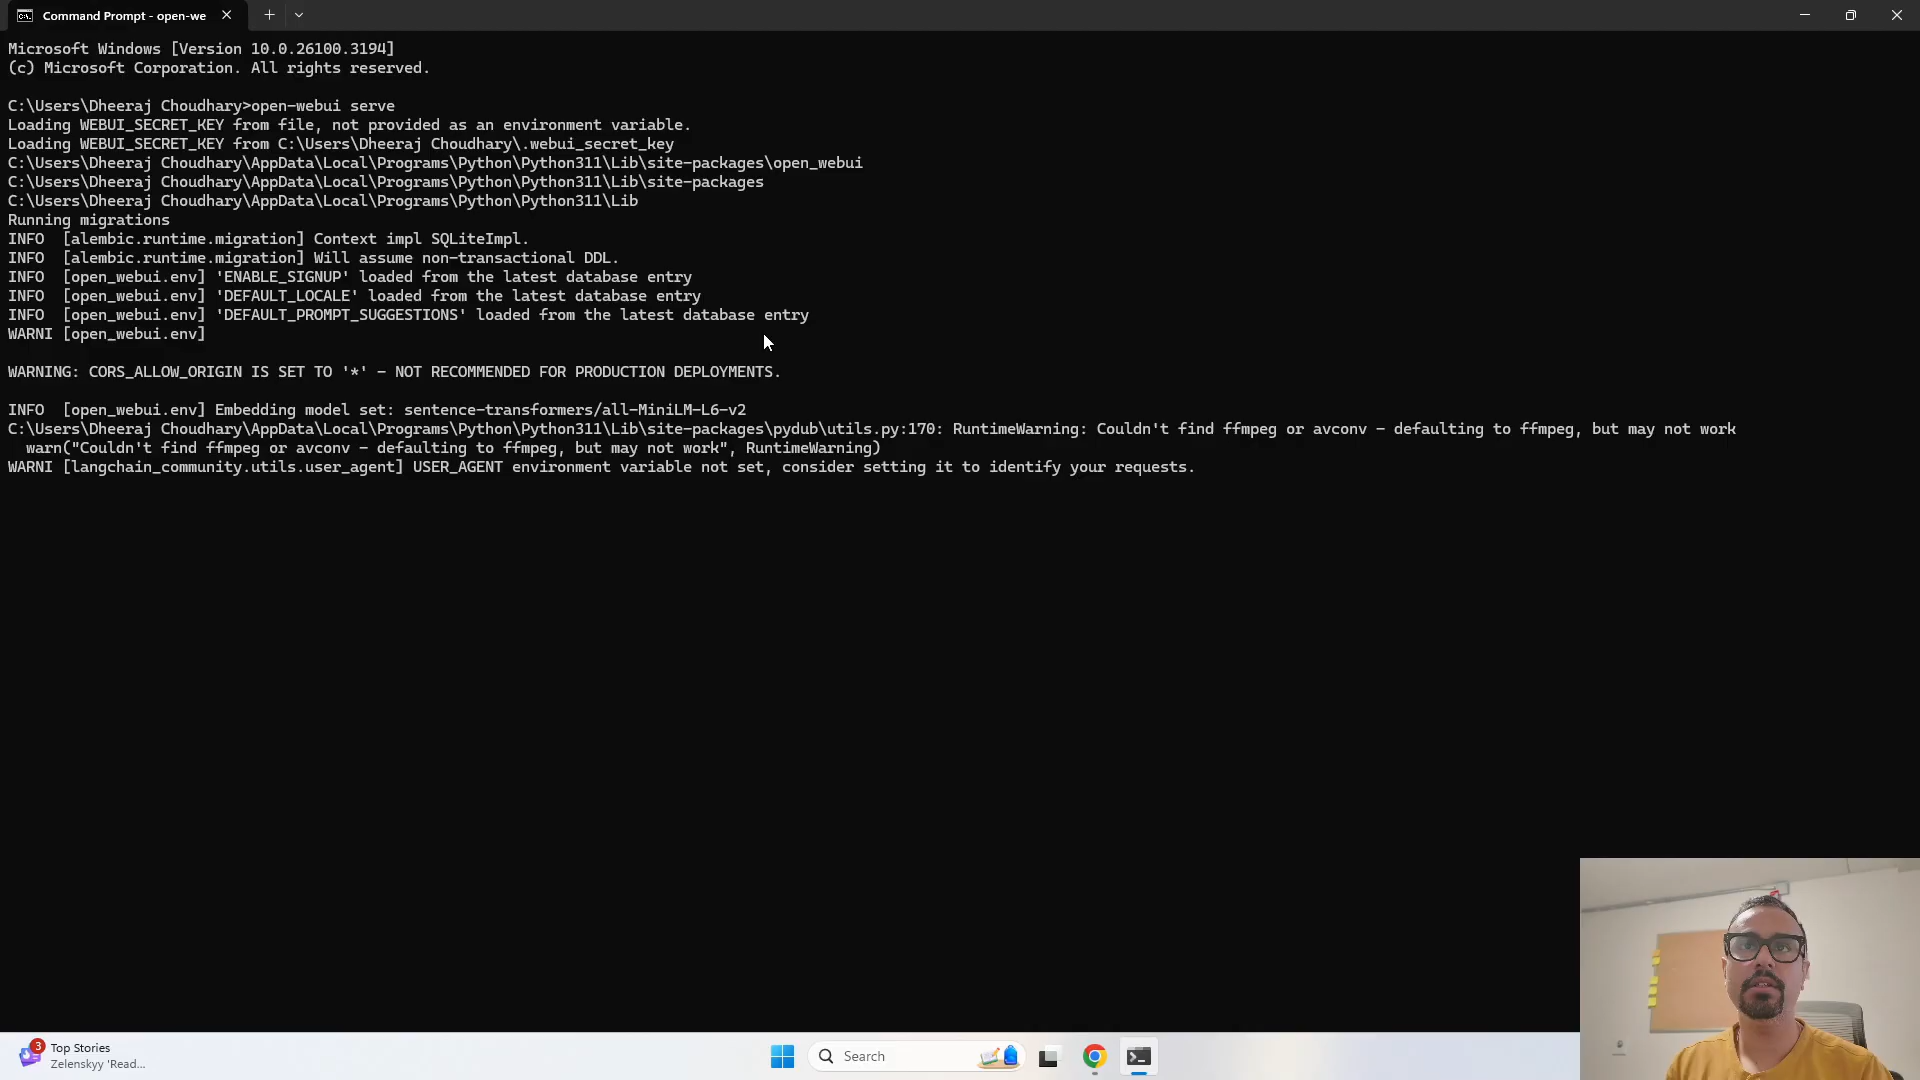 Command Prompt - open-we
Microsoft Windows [Version 10.0.26100.3194]
(c) Microsoft Corporation. All rights reserved.
C:\Users\Dheeraj Choudhary>open-webui serve
Loading WEBUI_SECRET_KEY from file, not provided as an environment variable.
Loading WEBUI_SECRET_KEY from C:\Users\Dheeraj Choudhary\.webui_secret_key
C:\Users\Dheeraj Choudhary\AppData\Local\Programs\Python\Python311\Lib\site-packages\open_webui
C:\Users\Dheeraj Choudhary\AppData\Local\Programs\Python\Python311\Lib\site-packages
C:\Users\Dheeraj Choudhary\AppData\Local\Programs\Python\Python311\Lib
Running migrations
INFO  [alembic.runtime.migration] Context impl SQLiteImpl.
INFO  [alembic.runtime.migration] Will assume non-transactional DDL.
INFO  [open_webui.env] 'ENABLE_SIGNUP' loaded from the latest database entry
INFO  [open_webui.env] 'DEFAULT_LOCALE' loaded from the latest database entry
INFO  [open_webui.env] 'DEFAULT_PROMPT_SUGGESTIONS' loaded from the latest database entry
WARNI [open_webui.env]
WARNING: CORS_ALLOW_ORIGIN IS SET TO '*' - NOT RECOMMENDED FOR PRODUCTION DEPLOYMENTS.
INFO  [open_webui.env] Embedding model set: sentence-transformers/all-MiniLM-L6-v2
C:\Users\Dheeraj Choudhary\AppData\Local\Programs\Python\Python311\Lib\site-packages\pydub\utils.py:170: RuntimeWarning: Couldn't find ffmpeg or avconv - defaulting to ffmpeg, but may not work
  warn("Couldn't find ffmpeg or avconv - defaulting to ffmpeg, but may not work", RuntimeWarning)
WARNI [langchain_community.utils.user_agent] USER_AGENT environment variable not set, consider setting it to identify your requests.
3
Top Stories
Zelenskyy 'Read...
Search